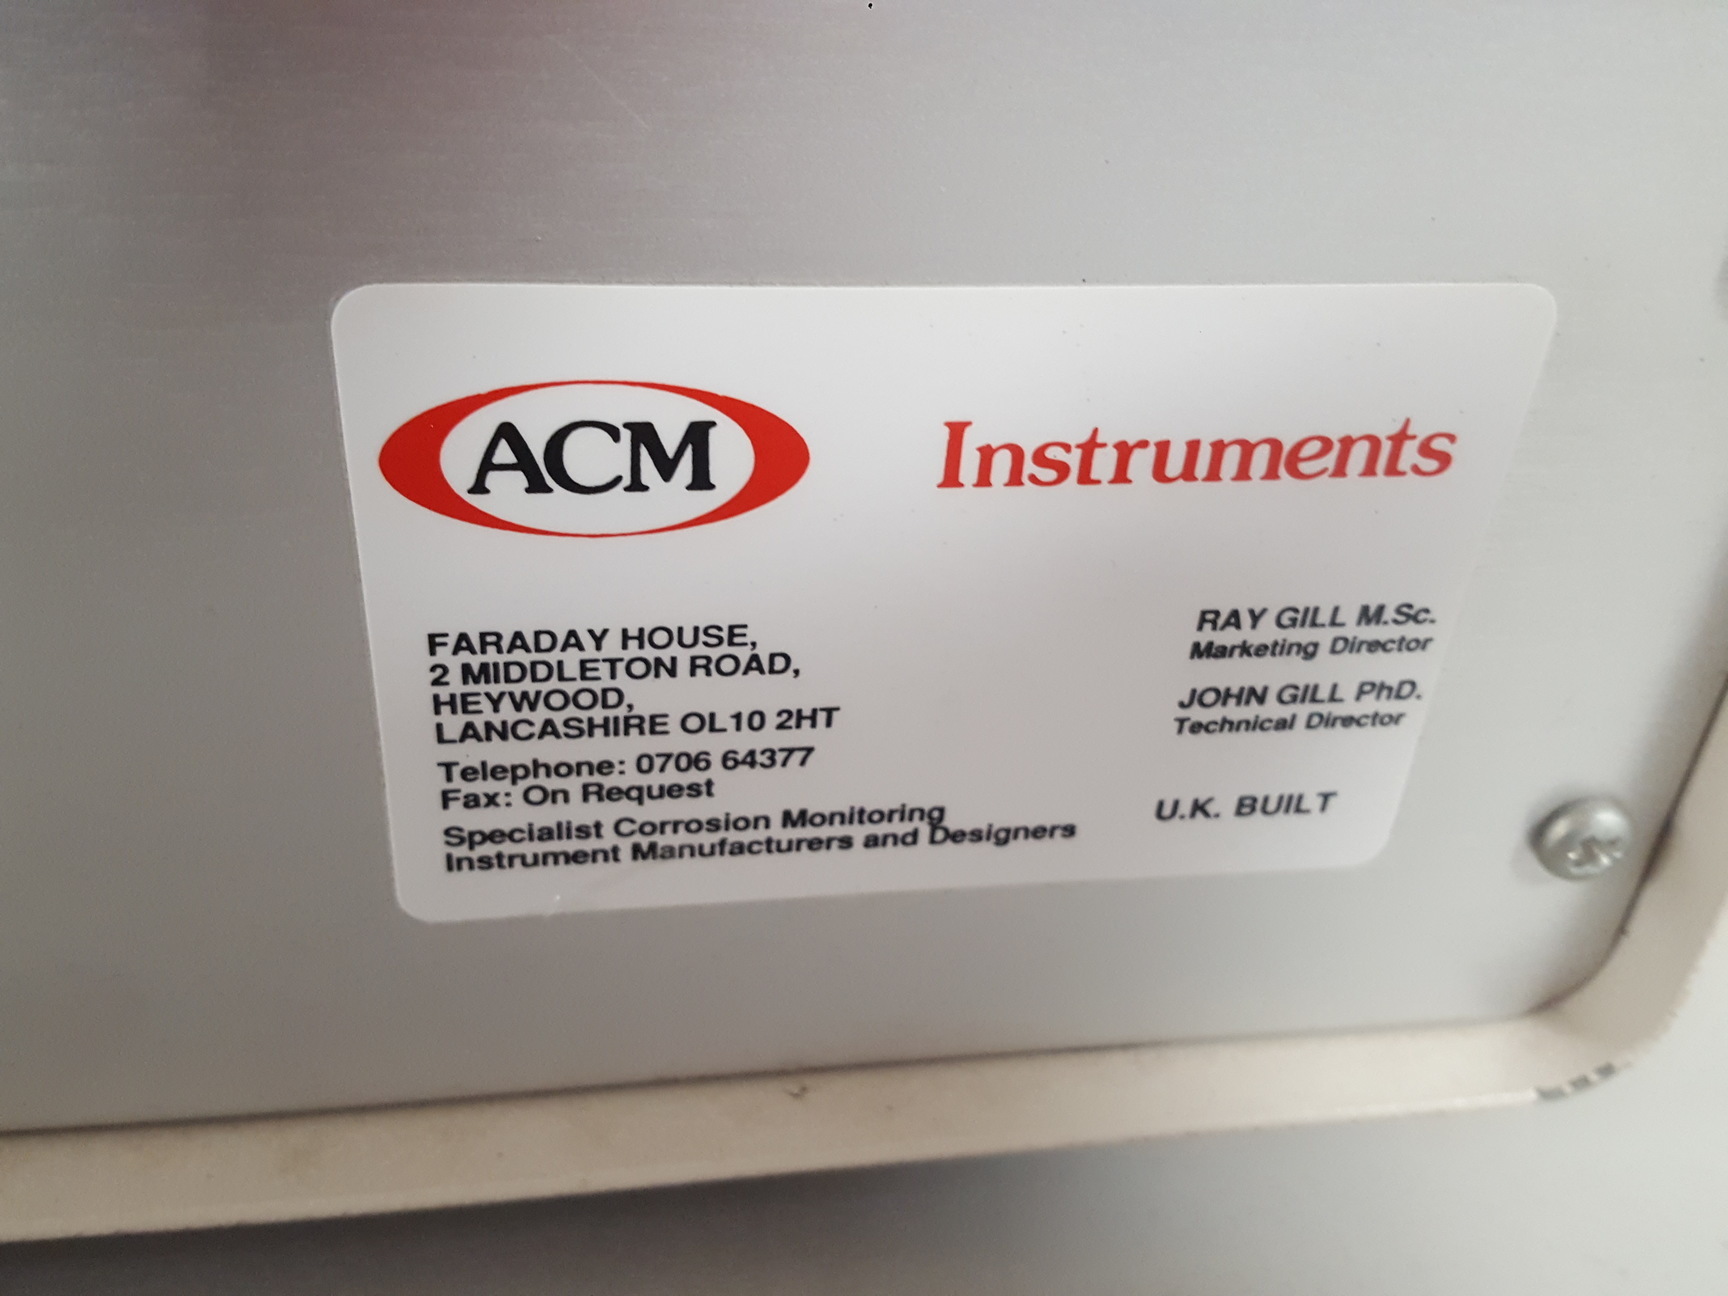 ACM Instruments
FARADAY HOUSE,
2 MIDDLETON ROAD,
HEYWOOD,
LANCASHIRE OL10 2HT
Telephone: 0706 64377
Fax: On Request
Specialist Corrosion Monitoring
Instrument Manufacturers and Designers
RAY GILL M.Sc.
Marketing Director
JOHN GILL PhD.
Technical Director
U.K. BUILT